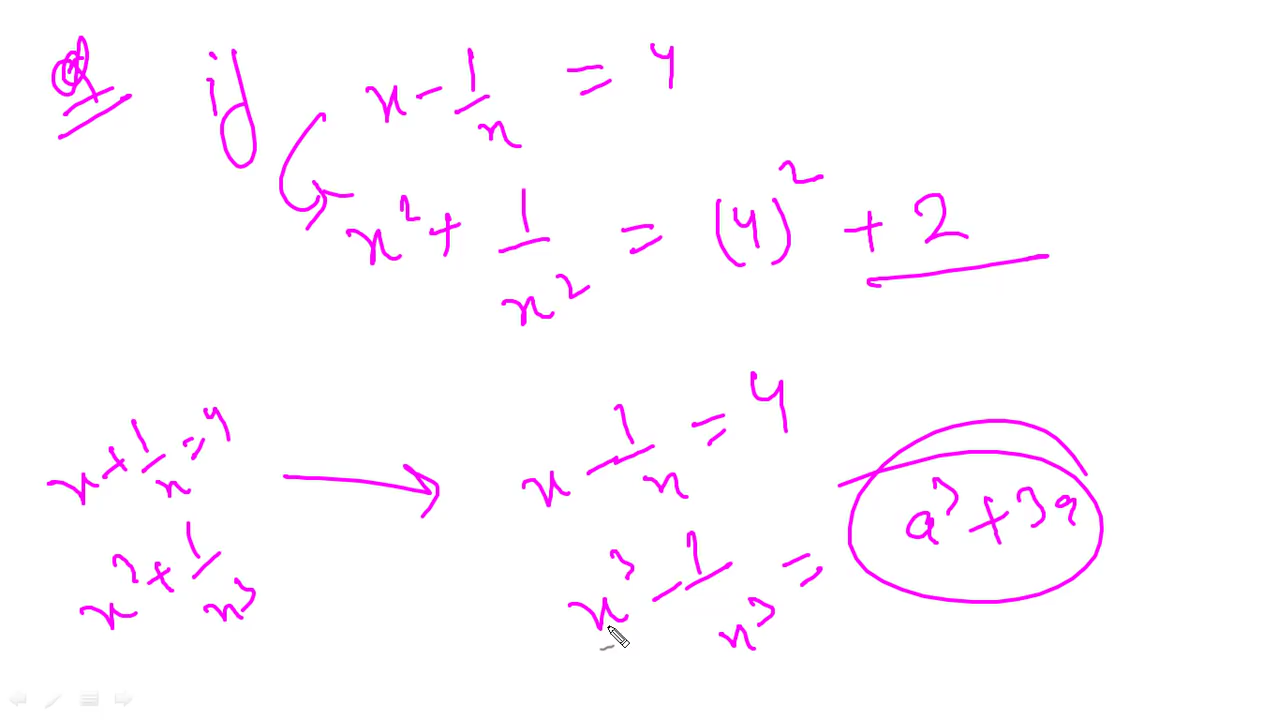 Q if x - 1/x = 4
x² + 1/x² = (4)² + 2
x + 1/x = 4 → x - 1/x = 4
x³ + 1/x³
x³ - 1/x³ = a³ + 3a